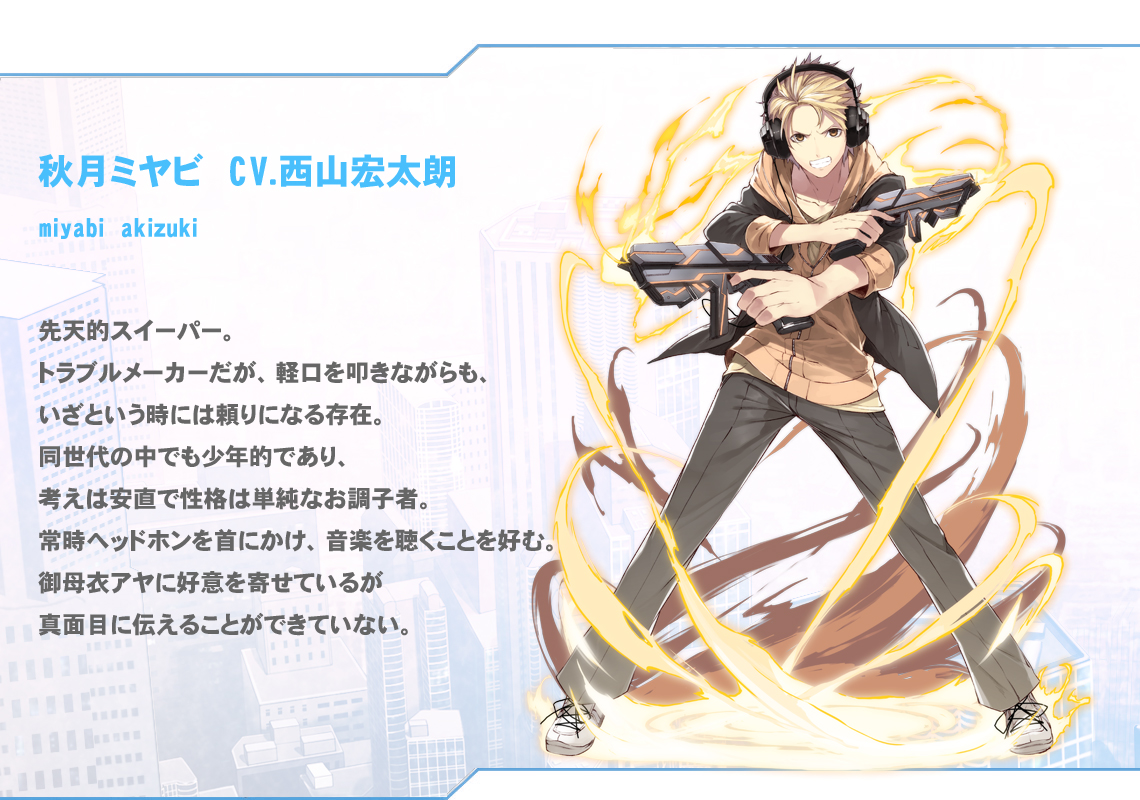 秋月ミヤビ　CV.西山宏太朗
miyabi akizuki
先天的スイーパー。
トラブルメーカーだが、軽口を叩きながらも、
いざという時には頼りになる存在。
同世代の中でも少年的であり、
考えは安直で性格は単純なお調子者。
常時ヘッドホンを首にかけ、音楽を聴くことを好む。
御母衣アヤに好意を寄せているが
真面目に伝えることができていない。